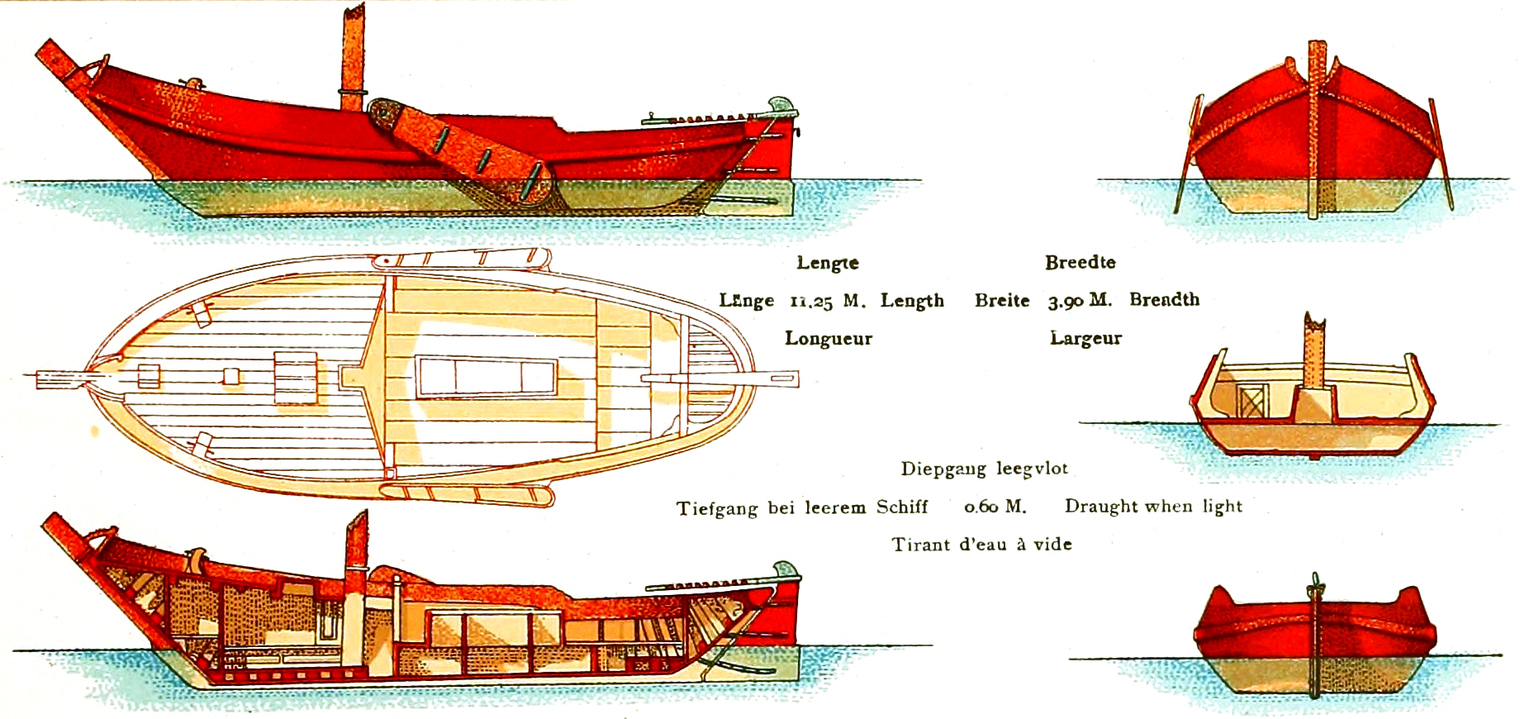 Lengte Breedte
Länge 11.25 M. Length Breite 3.90 M. Breadth
Longueur Largeur
Diepgang leegvlot
Tiefgang bei leerem Schiff 0.60 M. Draught when light
Tirant d'eau à vide